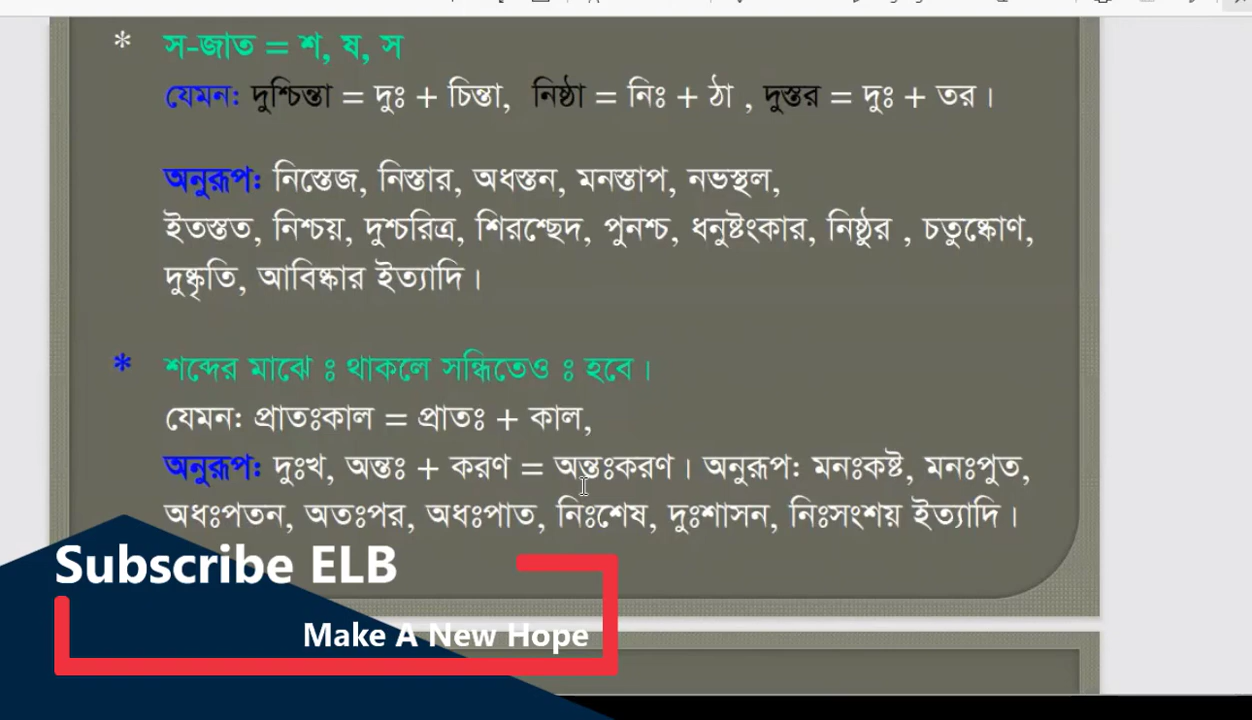 * স-জাত = শ, ষ, স
যেমন: দুশ্চিন্তা = দুঃ + চিন্তা, নিষ্ঠা = নিঃ + ঠা , দুস্তর = দুঃ + তর।
অনুরূপ: নিস্তেজ, নিস্তার, অধস্তন, মনস্তাপ, নভস্থল,
ইতস্তত, নিশ্চয়, দুশ্চরিত্র, শিরশ্ছেদ, পুনশ্চ, ধনুষ্টংকার, নিষ্ঠুর , চতুষ্কোণ,
দুষ্কৃতি, আবিষ্কার ইত্যাদি।
* শব্দের মাঝে ঃ থাকলে সন্ধিতেও ঃ হবে।
যেমন: প্রাতঃকাল = প্রাতঃ + কাল,
অনুরূপ: দুঃখ, অন্তঃ + করণ = অন্তঃকরণ। অনুরূপ: মনঃকষ্ট, মনঃপুত,
অধঃপতন, অতঃপর, অধঃপাত, নিঃশেষ, দুঃশাসন, নিঃসংশয় ইত্যাদি।
Subscribe ELB
Make A New Hope